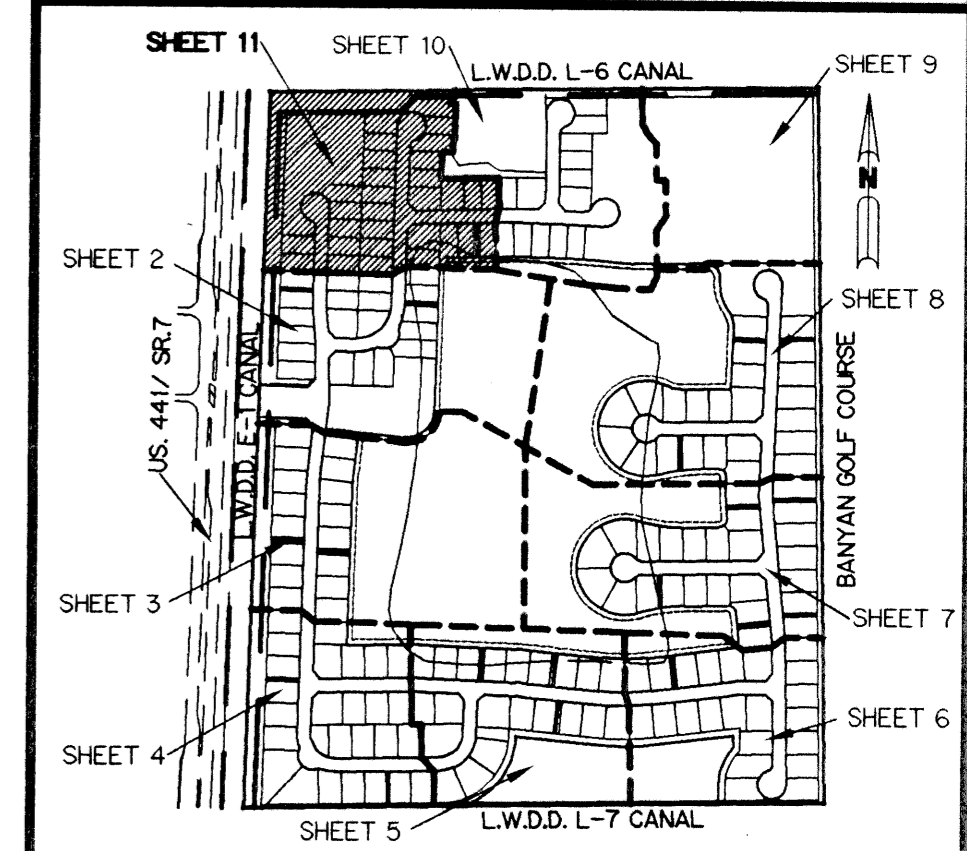 SHEET 11
SHEET 10
L.W.D.D. L-6 CANAL
SHEET 9
N
SHEET 2
SHEET 8
US. 441/ SR.7
L.W.D.D. E-1 CANAL
BANYAN GOLF COURSE
SHEET 3
SHEET 7
SHEET 4
SHEET 6
SHEET 5
L.W.D.D. L-7 CANAL